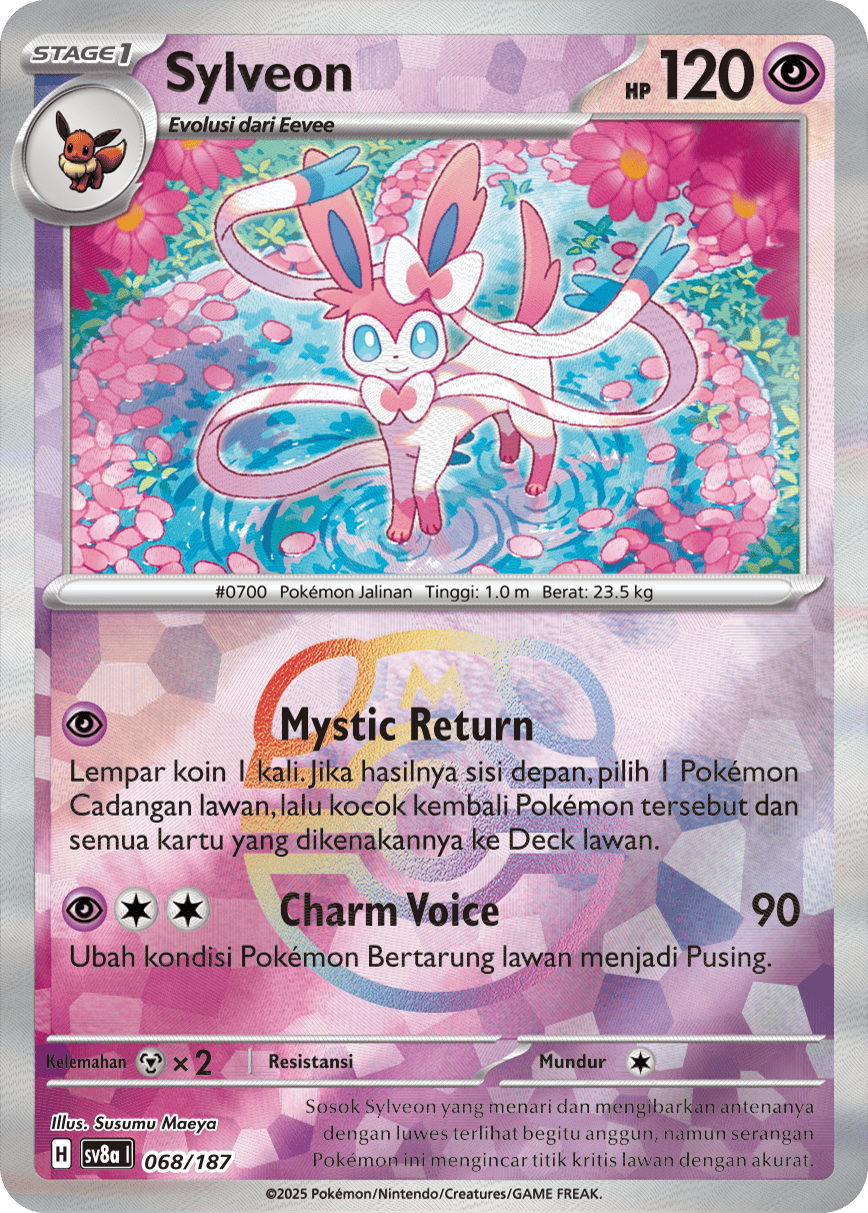 STAGE 1
Sylveon
HP 120
Evolusi dari Eevee
#0700 Pokémon Jalinan Tinggi: 1.0 m Berat: 23.5 kg
M
Mystic Return
Lempar koin 1 kali. Jika hasilnya sisi depan, pilih 1 Pokémon
Cadangan lawan, lalu kocok kembali Pokémon tersebut dan
semua kartu yang dikenakannya ke Deck lawan.
Charm Voice 90
Ubah kondisi Pokémon Bertarung lawan menjadi Pusing.
Kelemahan ×2 Resistansi Mundur
Illus. Susumu Maeya
Sosok Sylveon yang menari dan mengibarkan antenanya
dengan luwes terlihat begitu anggun, namun serangan
Pokémon ini mengincar titik kritis lawan dengan akurat.
H sv8a I 068/187
©2025 Pokémon/Nintendo/Creatures/GAME FREAK.